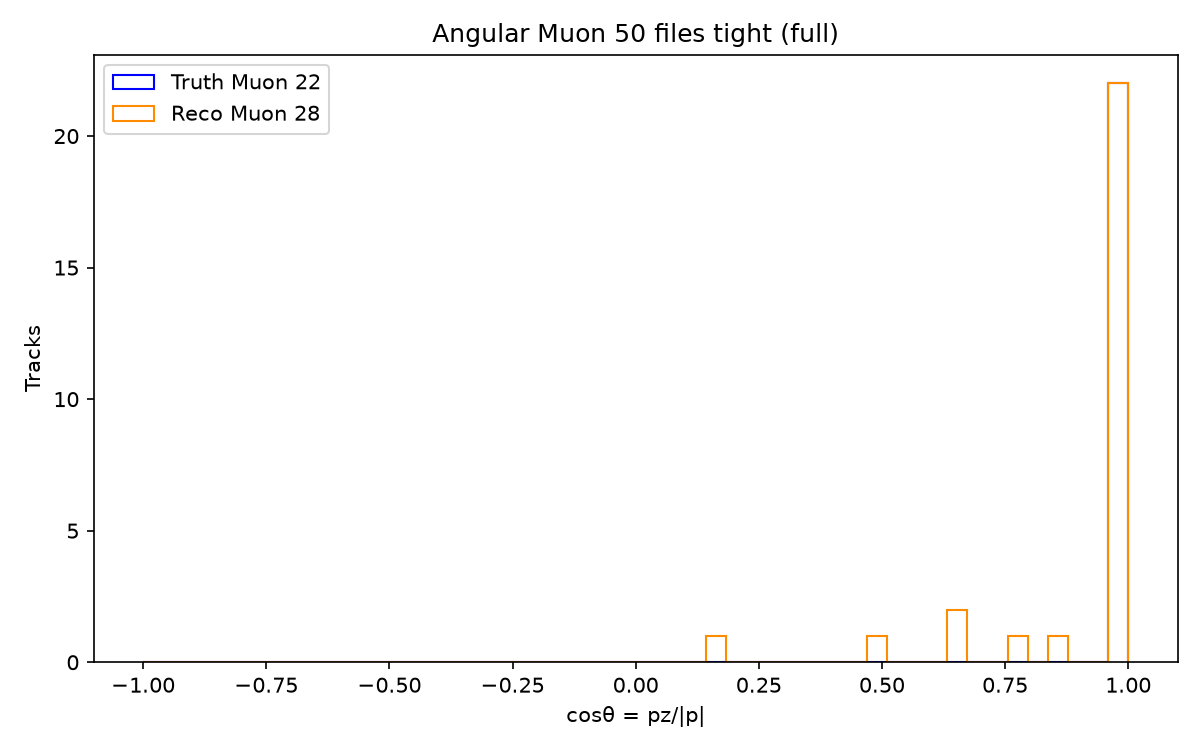 Angular Muon 50 files tight (full)
Truth Muon 22
Reco Muon 28
Tracks
20
15
10
5
0
−1.00 −0.75 −0.50 −0.25 0.00 0.25 0.50 0.75 1.00
cosθ = pz/|p|